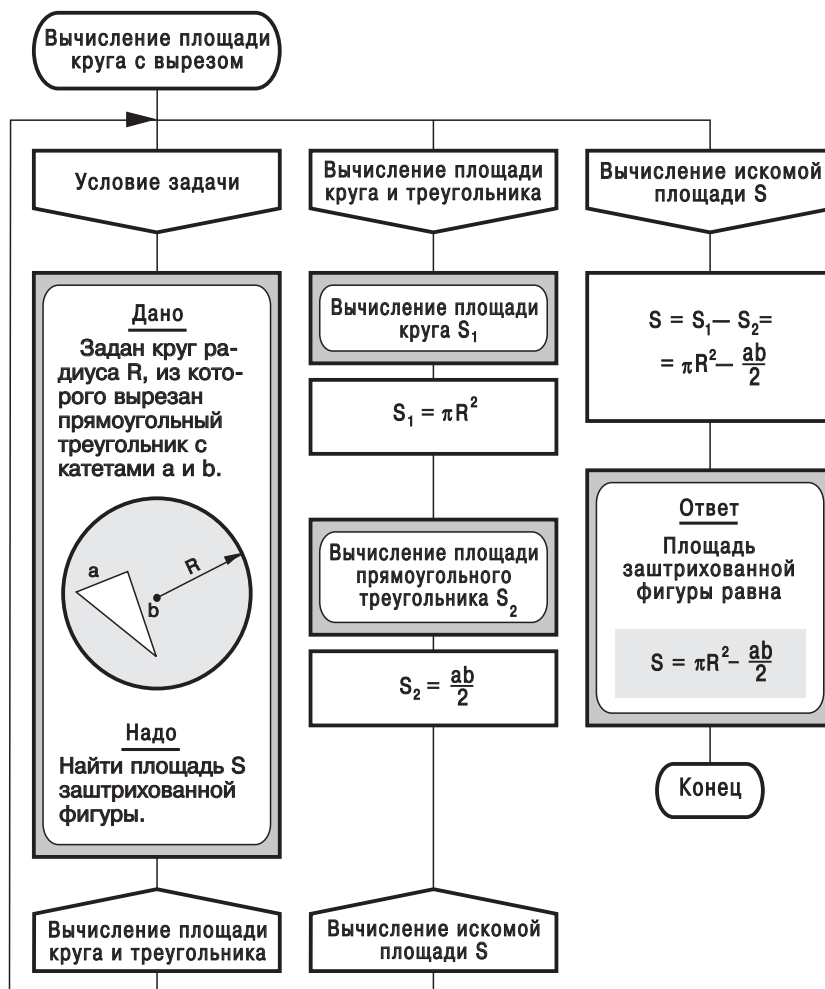 Вычисление площади
круга с вырезом
Условие задачи
Дано
Задан круг ра-
диуса R, из кото-
рого вырезан
прямоугольный
треугольник с
катетами a и b.
a
b
R
Надо
Найти площадь S
заштрихованной
фигуры.
Вычисление площади
круга и треугольника
Вычисление площади
круга и треугольника
Вычисление площади
круга S₁
S₁ = πR²
Вычисление площади
прямоугольного
треугольника S₂
S₂ = ab/2
Вычисление искомой
площади S
Вычисление искомой
площади S
S = S₁ — S₂ =
= πR² — ab/2
Ответ
Площадь
заштрихованной
фигуры равна
S = πR² – ab/2
Конец